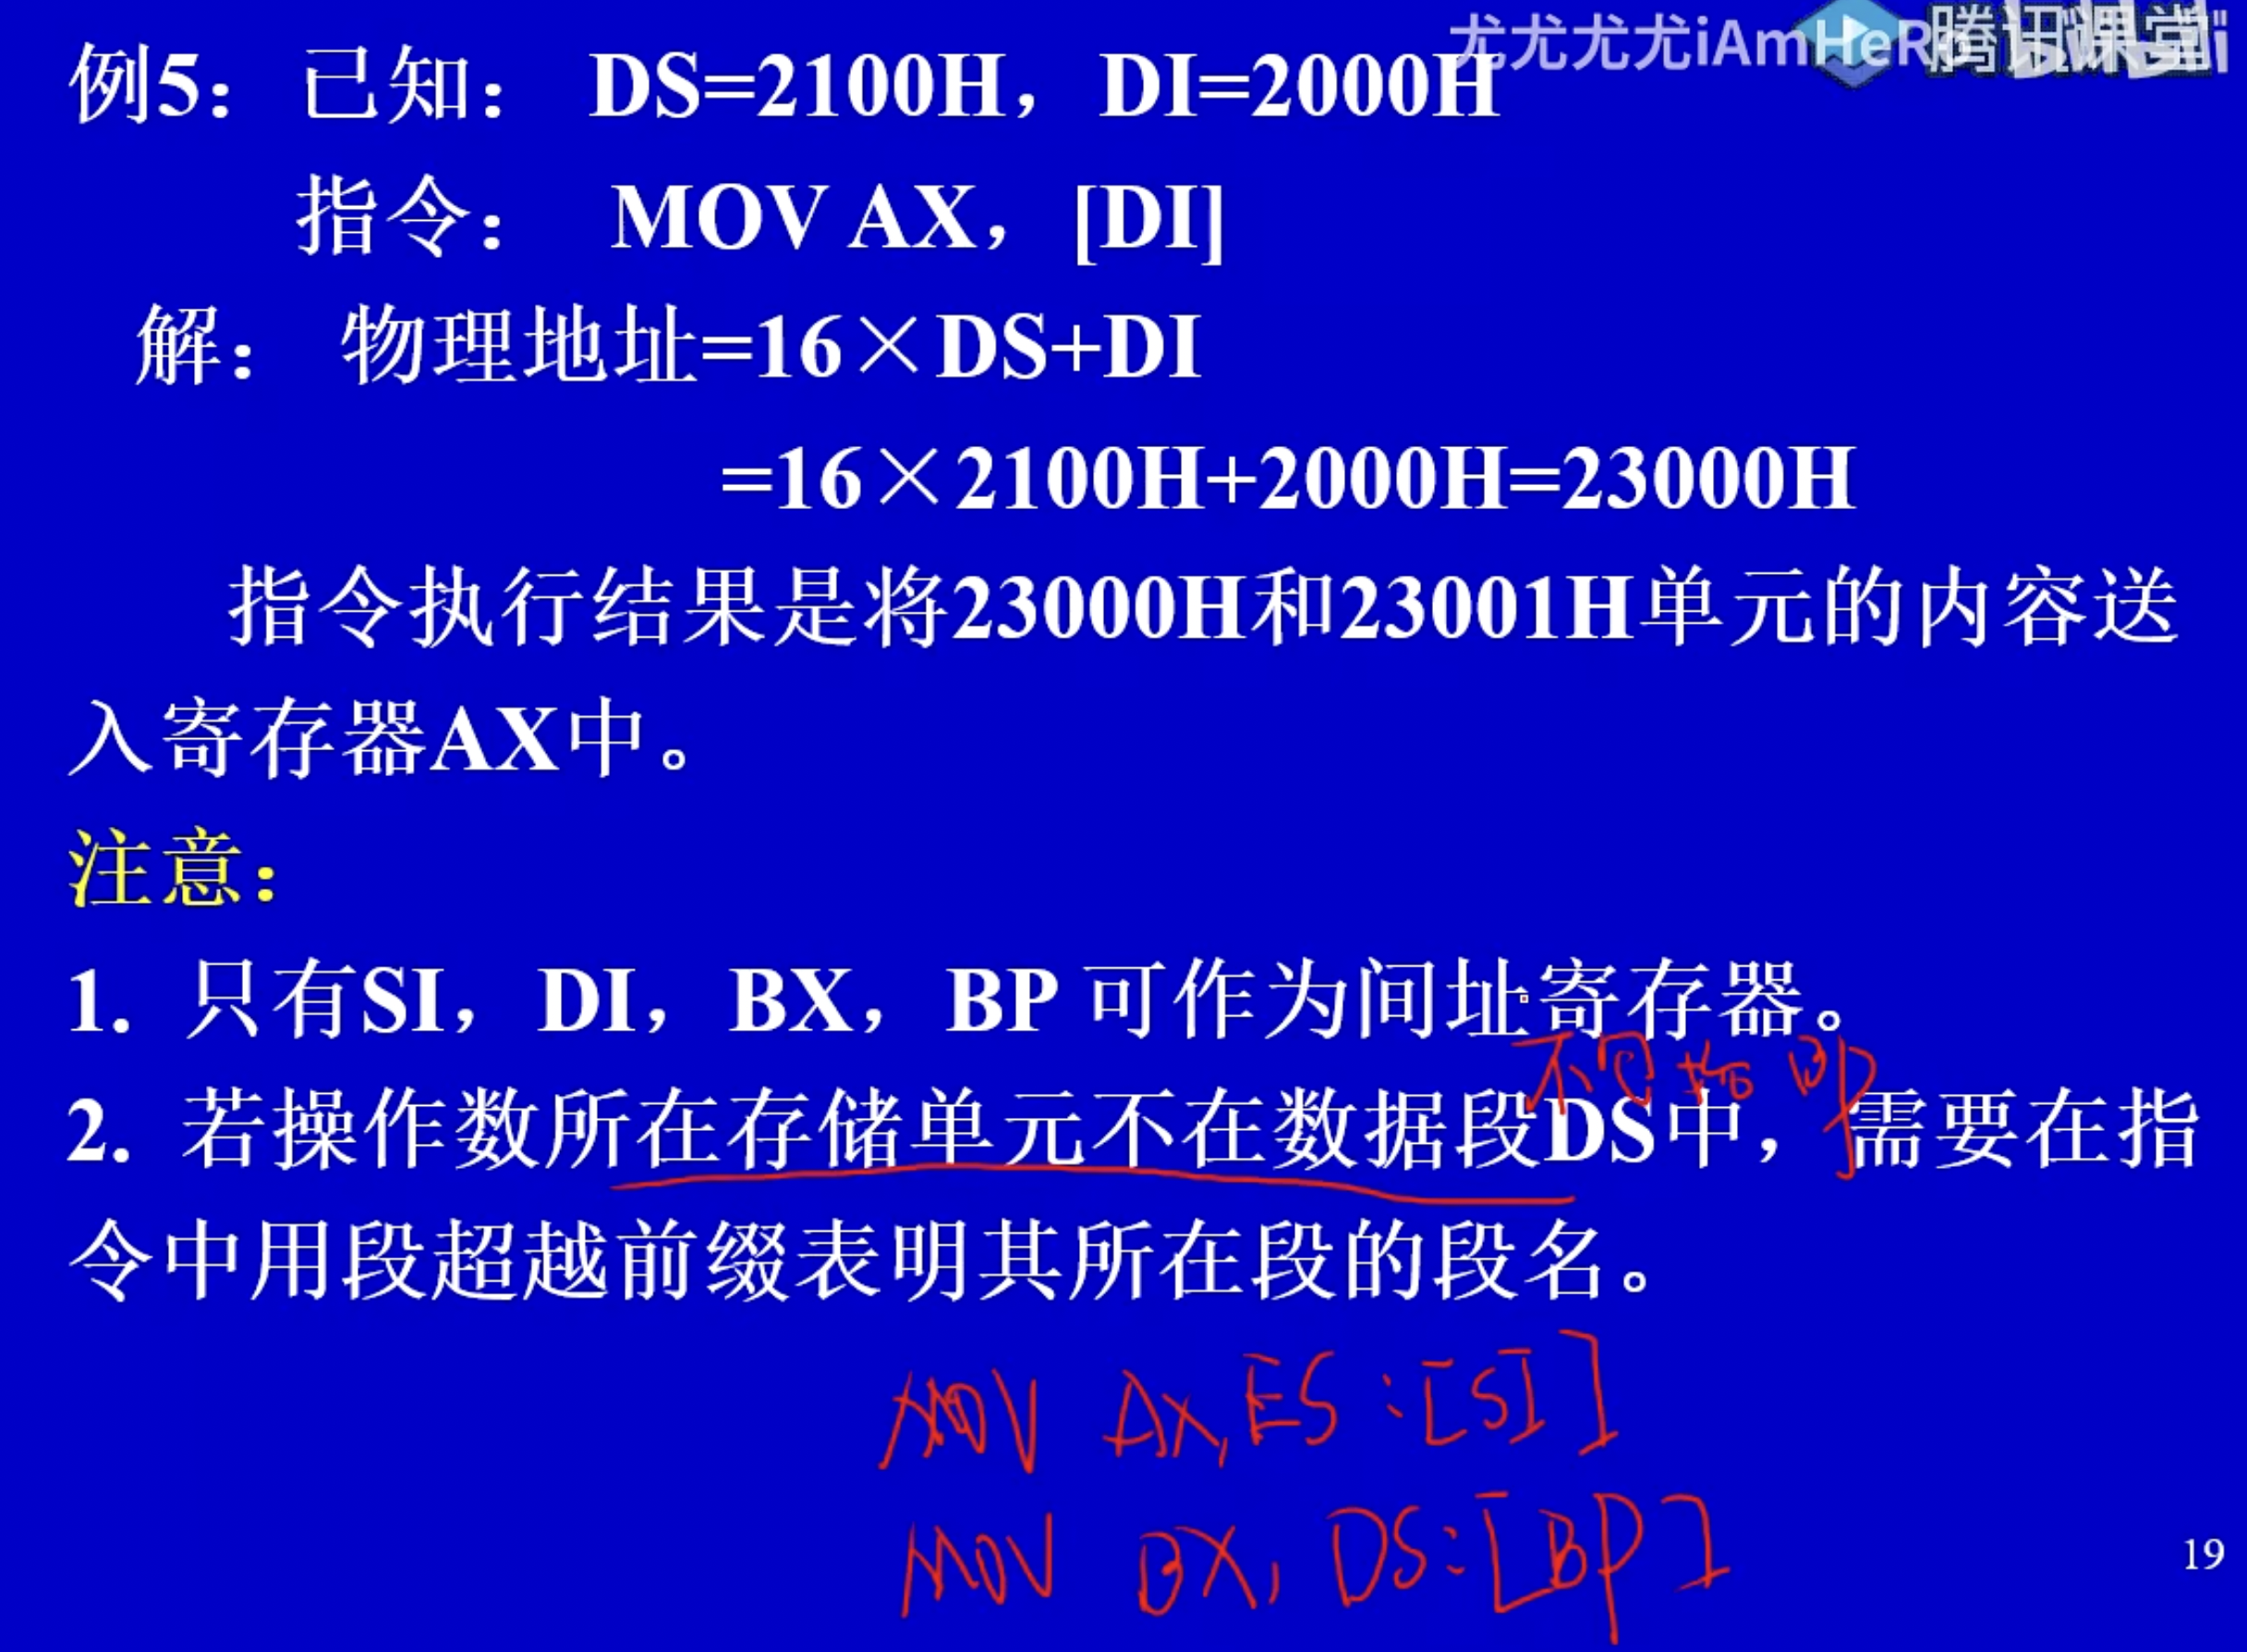 尤尤尤尤iAmHeRo 腾讯课堂
例5：已知： DS=2100H，DI=2000H
指令： MOV AX，[DI]
解： 物理地址=16×DS+DI
=16×2100H+2000H=23000H
指令执行结果是将23000H和23001H单元的内容送
入寄存器AX中。
注意：
1. 只有SI，DI，BX，BP 可作为间址寄存器。
不 BP
2. 若操作数所在存储单元不在数据段DS中，需要在指
令中用段超越前缀表明其所在段的段名。
MOV AX,ES:[SI]
MOV BX, DS:[BP]
19